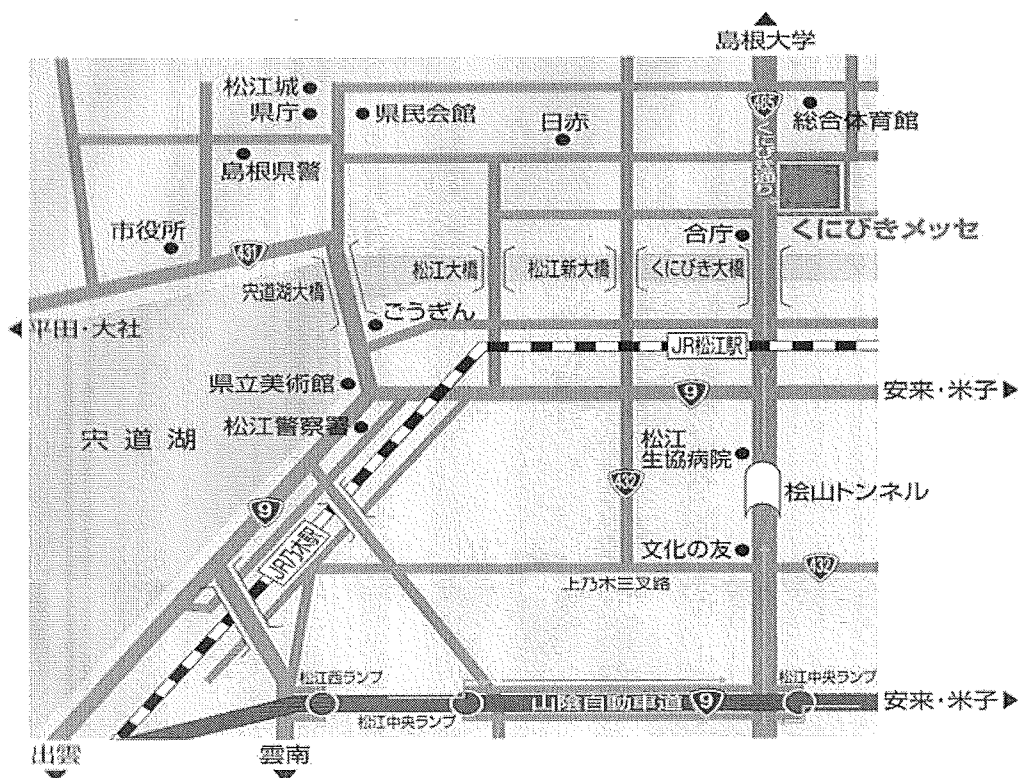 島根大学
松江城
県庁
県民会館
日赤
485
総合体育館
くにびき通り
島根県警
市役所
合庁
くにびきメッセ
431
宍道湖大橋
松江大橋
松江新大橋
くにびき大橋
ごうぎん
平田・大社
JR松江駅
県立美術館
9
安来・米子
松江警察署
宍道湖
松江
生協病院
432
桧山トンネル
9
JR乃木駅
文化の友
432
上乃木三叉路
松江西ランプ
松江中央ランプ
山陰自動車道
9
安来・米子
松江中央ランプ
出雲
雲南